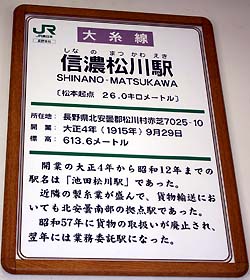 JR
大糸線
しなの まつかわえき
信濃松川駅
SHINANO-MATSUKAWA
［松本起点 26.0キロメートル］
所在地：長野県北安曇郡松川村赤芝7025-10
開業：大正4年（1915年）9月29日
標高：613.6メートル
開業の大正4年から昭和12年までの
駅名は「池田松川駅」であった。
近隣の製糸業が盛んで、貨物輸送にお
いても北安曇南部の拠点駅であった。
昭和57年に貨物の取扱いが廃止され、
翌年には業務委託駅になった。